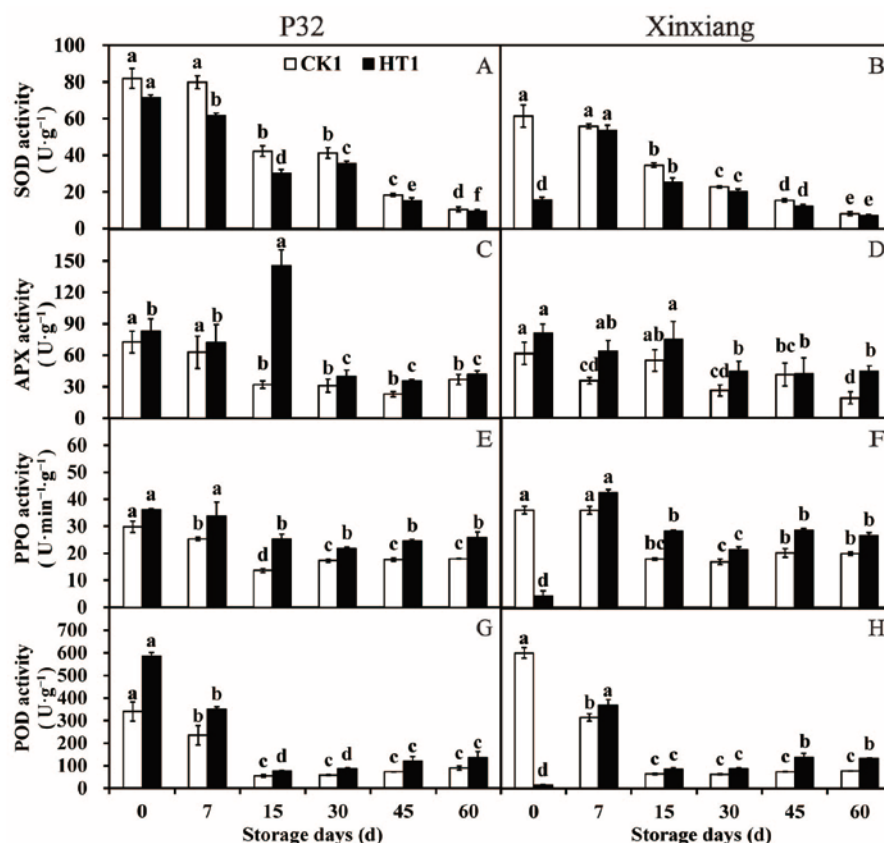 P32 Xinxiang
SOD activity
( U·g⁻¹)
100
80
60
40
20
0
CK1 HT1
A
a a a b b d b c c e d f
B
a d a a b b c c d d e e
APX activity
( U·g⁻¹)
150
120
90
60
30
0
C
a b a b b a b c b c b c
D
a a cd ab ab a cd b bc b d b
PPO activity
( U·min⁻¹·g⁻¹)
60
50
40
30
20
10
0
E
a a b a d b c b c b c b
F
a d a a bc b c b b b b b
POD activity
( U·g⁻¹)
700
600
500
400
300
200
100
0
G
a a b b c d c d c c c c
H
a d b a c c c c c b c b
0 7 15 30 45 60 0 7 15 30 45 60
Storage days (d) Storage days (d)